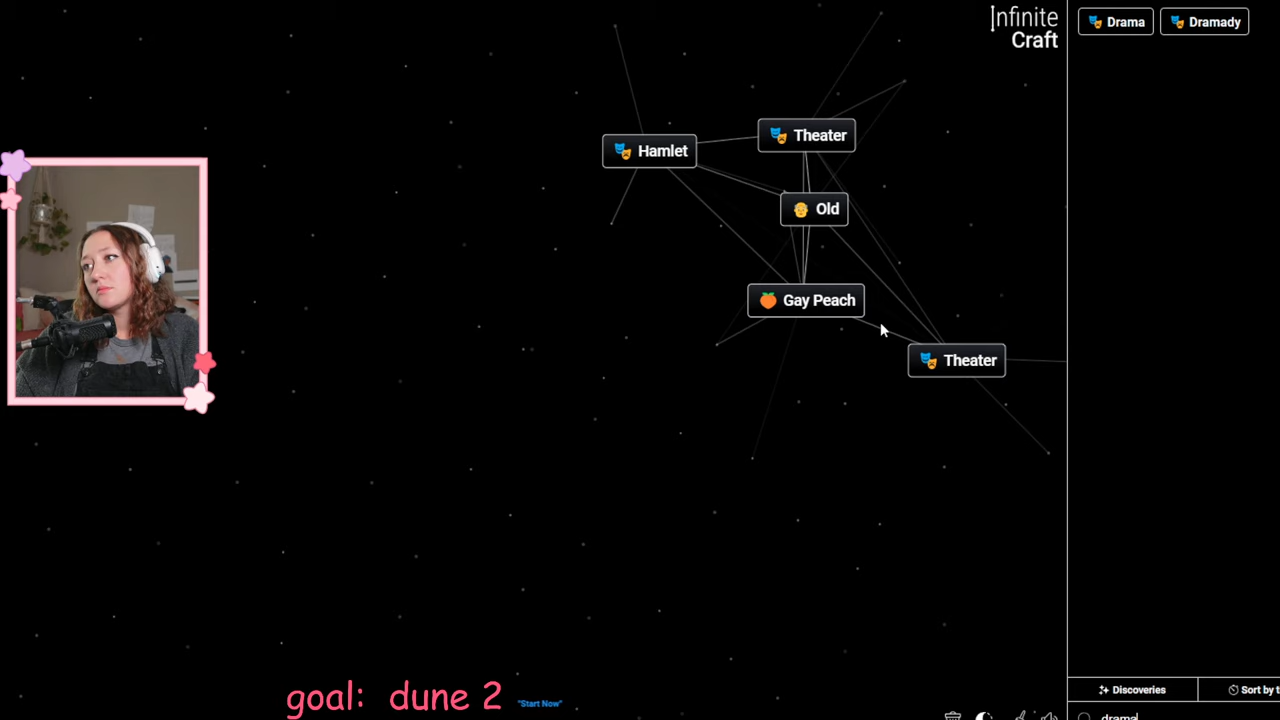 Infinite
Craft
Drama
Dramady
Hamlet
Theater
Old
Gay Peach
Theater
goal: dune 2
"Start Now"
Discoveries
Sort by t
drama